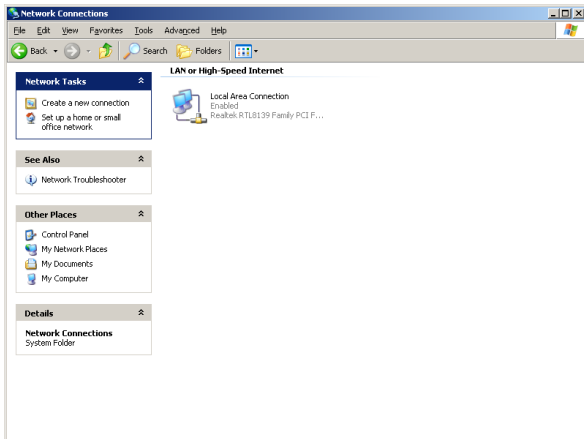 Network Connections
File Edit View Favorites Tools Advanced Help
Back Search Folders
Network Tasks
Create a new connection
Set up a home or small
office network
See Also
Network Troubleshooter
Other Places
Control Panel
My Network Places
My Documents
My Computer
Details
Network Connections
System Folder
LAN or High-Speed Internet
Local Area Connection
Enabled
Realtek RTL8139 Family PCI F...